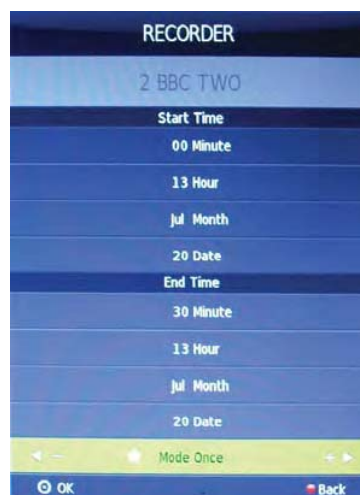 RECORDER
2 BBC TWO
Start Time
00 Minute
13 Hour
Jul Month
20 Date
End Time
30 Minute
13 Hour
Jul Month
20 Date
Mode Once
OK Back